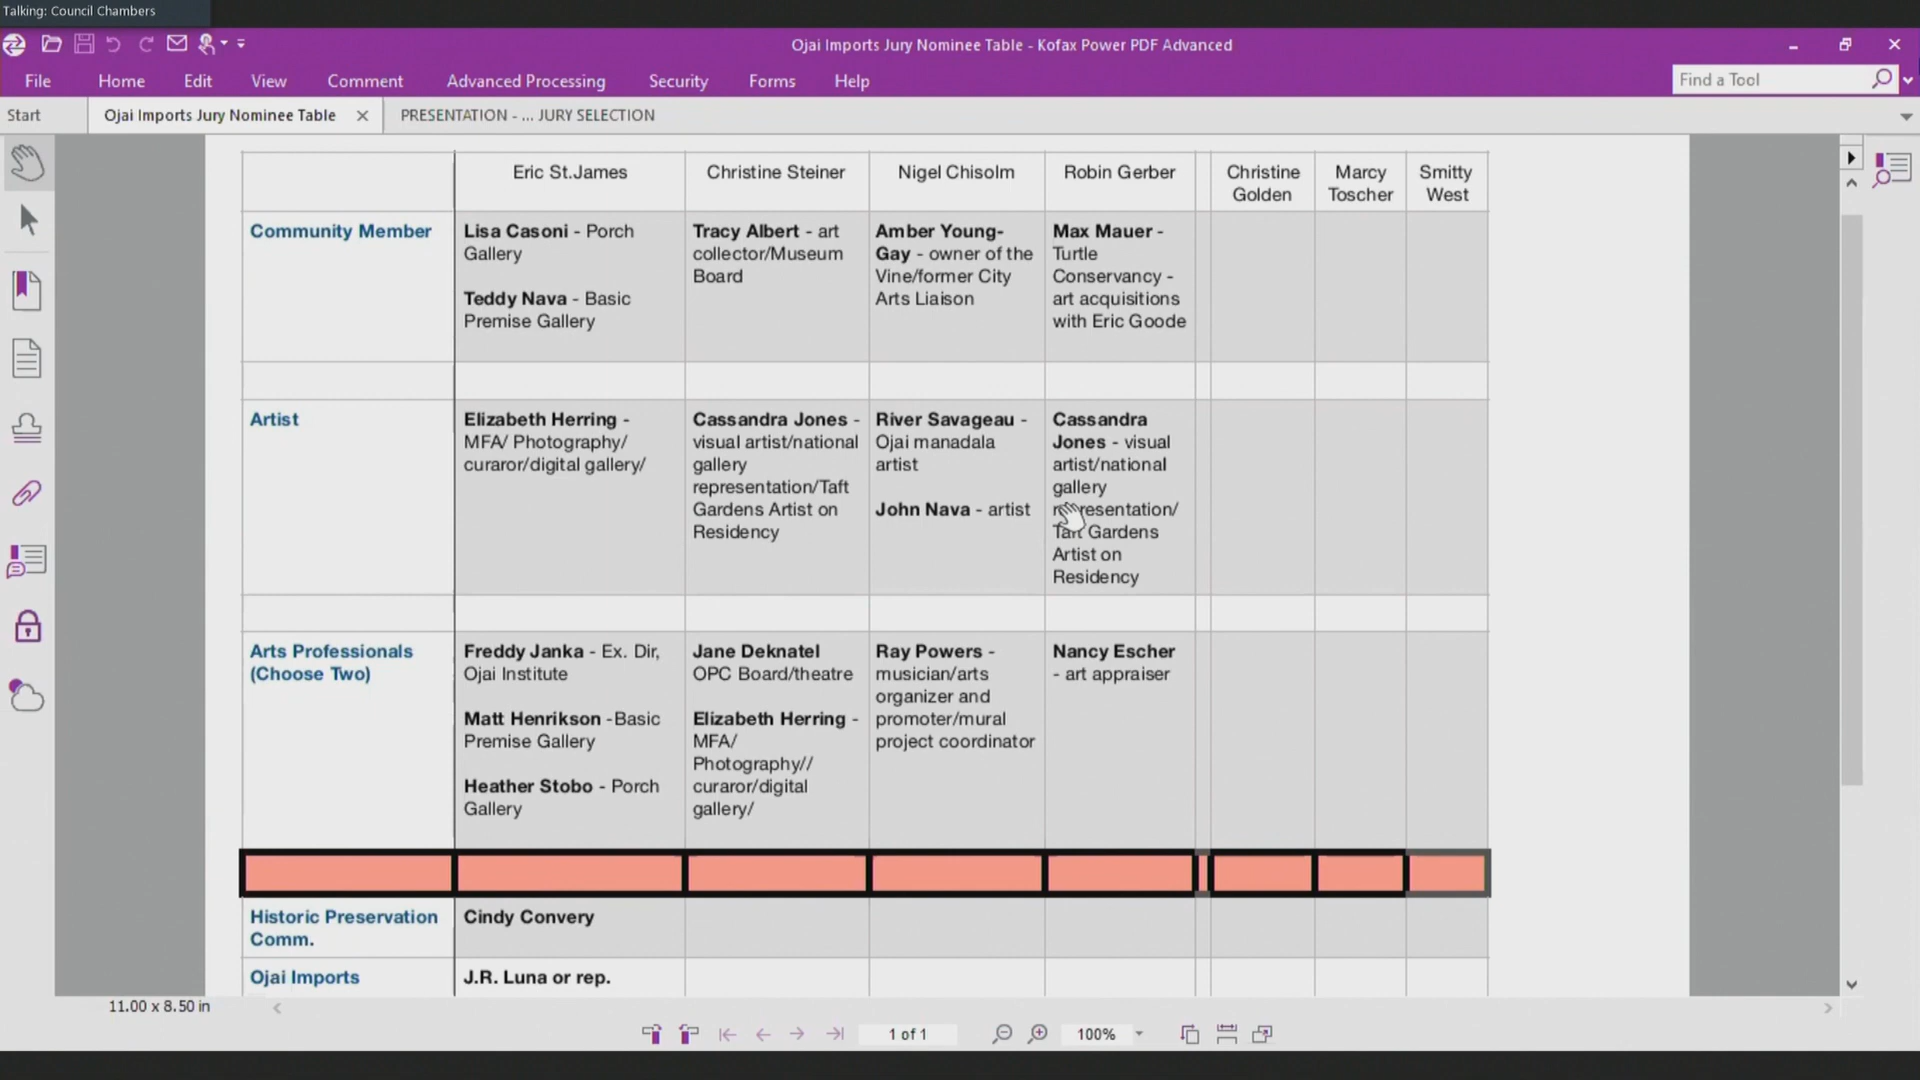 Talking: Council Chambers
Ojai Imports Jury Nominee Table - Kofax Power PDF Advanced
File Home Edit View Comment Advanced Processing Security Forms Help
Find a Tool
Start
Ojai Imports Jury Nominee Table
PRESENTATION - ... JURY SELECTION
Eric St.James
Christine Steiner
Nigel Chisolm
Robin Gerber
Christine
Golden
Marcy
Toscher
Smitty
West
Community Member
Lisa Casoni - Porch
Gallery
Teddy Nava - Basic
Premise Gallery
Tracy Albert - art
collector/Museum
Board
Amber Young-
Gay - owner of the
Vine/former City
Arts Liaison
Max Mauer -
Turtle
Conservancy -
art acquisitions
with Eric Goode
Artist
Elizabeth Herring -
MFA/ Photography/
curaror/digital gallery/
Cassandra Jones -
visual artist/national
gallery
representation/Taft
Gardens Artist on
Residency
River Savageau -
Ojai manadala
artist
John Nava - artist
Cassandra
Jones - visual
artist/national
gallery
representation/
Taft Gardens
Artist on
Residency
Arts Professionals
(Choose Two)
Freddy Janka - Ex. Dir,
Ojai Institute
Matt Henrikson -Basic
Premise Gallery
Heather Stobo - Porch
Gallery
Jane Deknatel
OPC Board/theatre
Elizabeth Herring -
MFA/
Photography//
curaror/digital
gallery/
Ray Powers -
musician/arts
organizer and
promoter/mural
project coordinator
Nancy Escher
- art appraiser
Historic Preservation
Comm.
Cindy Convery
Ojai Imports
J.R. Luna or rep.
11.00 x 8.50 in
1 of 1
100%